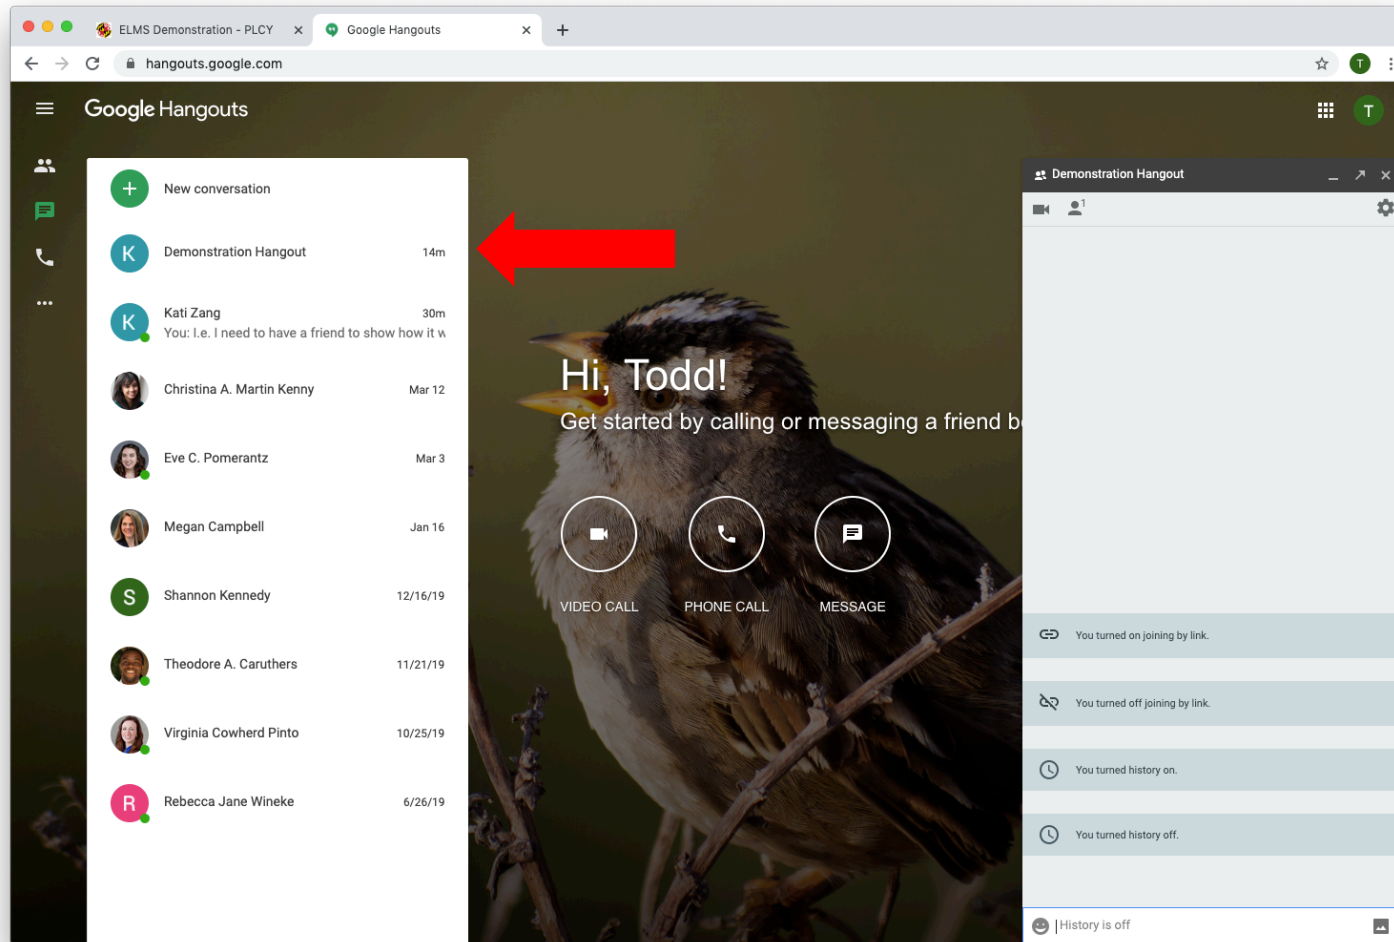 ELMS Demonstration - PLCY
Google Hangouts
hangouts.google.com
T
Google Hangouts
T
New conversation
K
Demonstration Hangout
14m
K
Kati Zang
30m
You: I.e. I need to have a friend to show how it w
Christina A. Martin Kenny
Mar 12
Eve C. Pomerantz
Mar 3
Megan Campbell
Jan 16
S
Shannon Kennedy
12/16/19
Theodore A. Caruthers
11/21/19
Virginia Cowherd Pinto
10/25/19
R
Rebecca Jane Wineke
6/26/19
Hi, Todd!
Get started by calling or messaging a friend be
VIDEO CALL
PHONE CALL
MESSAGE
Demonstration Hangout
1
You turned on joining by link.
You turned off joining by link.
You turned history on.
You turned history off.
History is off